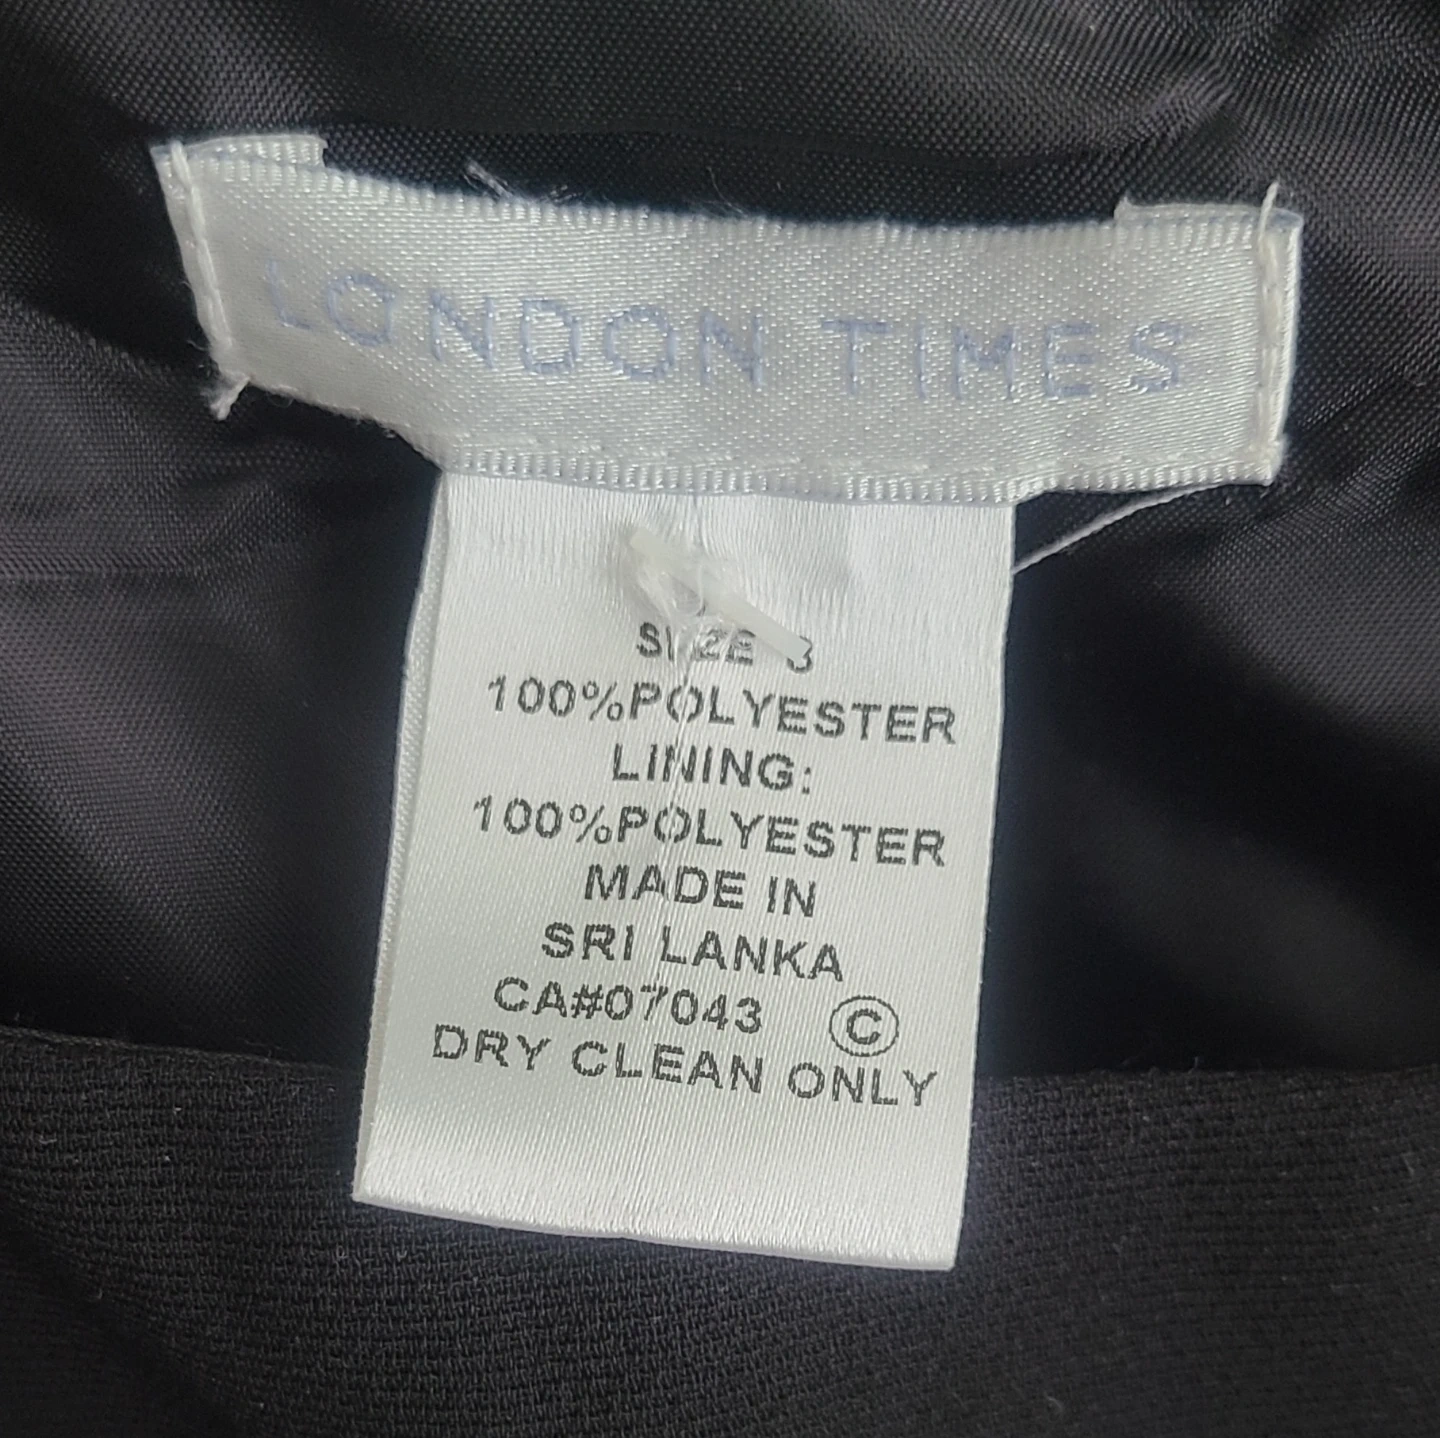 LONDON TIMES
SIZE
100%POLYESTER
LINING:
100%POLYESTER
MADE IN
SRI LANKA
CA#07043 ©
DRY CLEAN ONLY